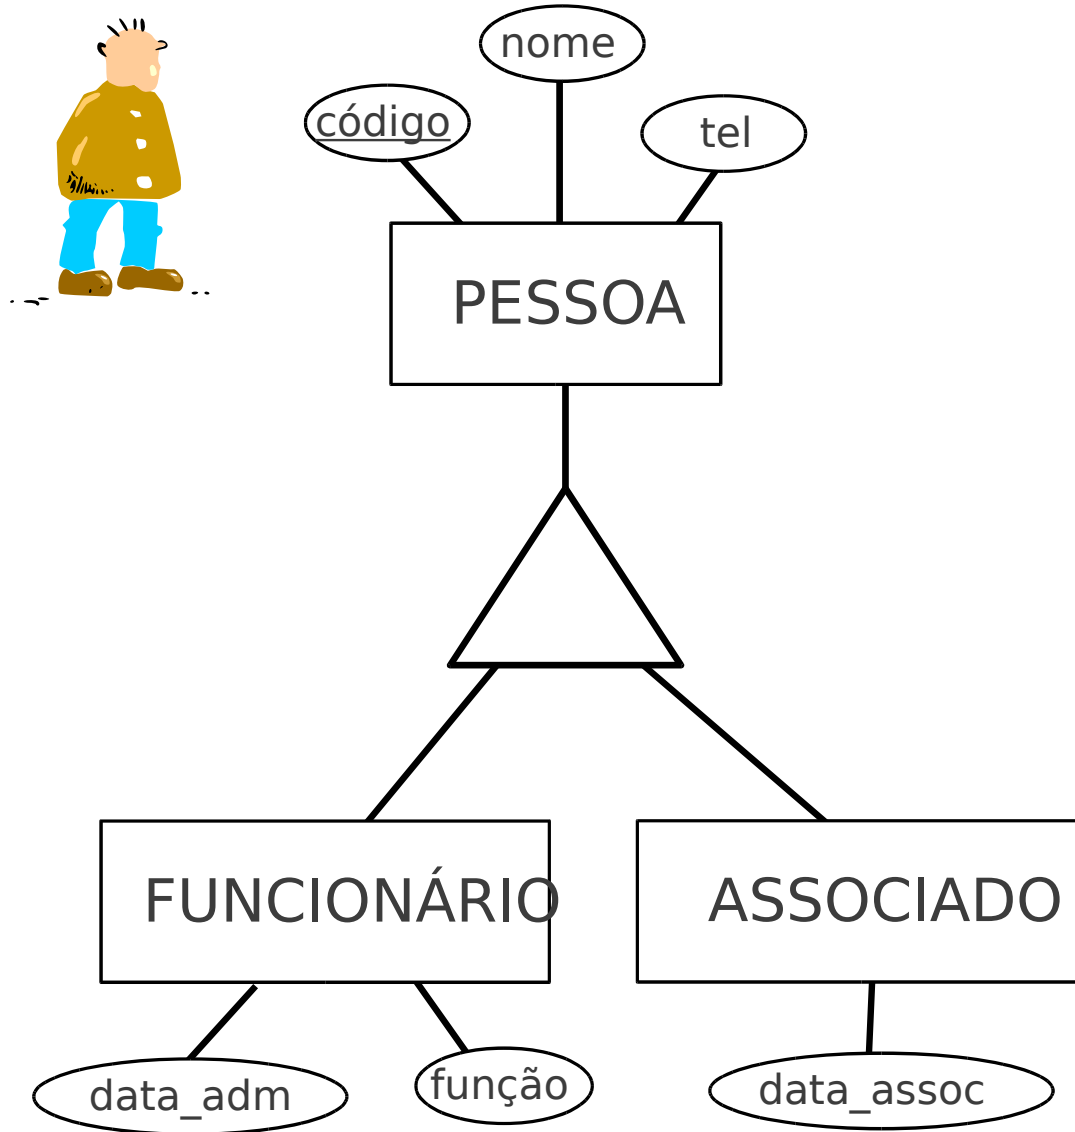 nome
código
tel
PESSOA
FUNCIONÁRIO
ASSOCIADO
data_adm
função
data_assoc